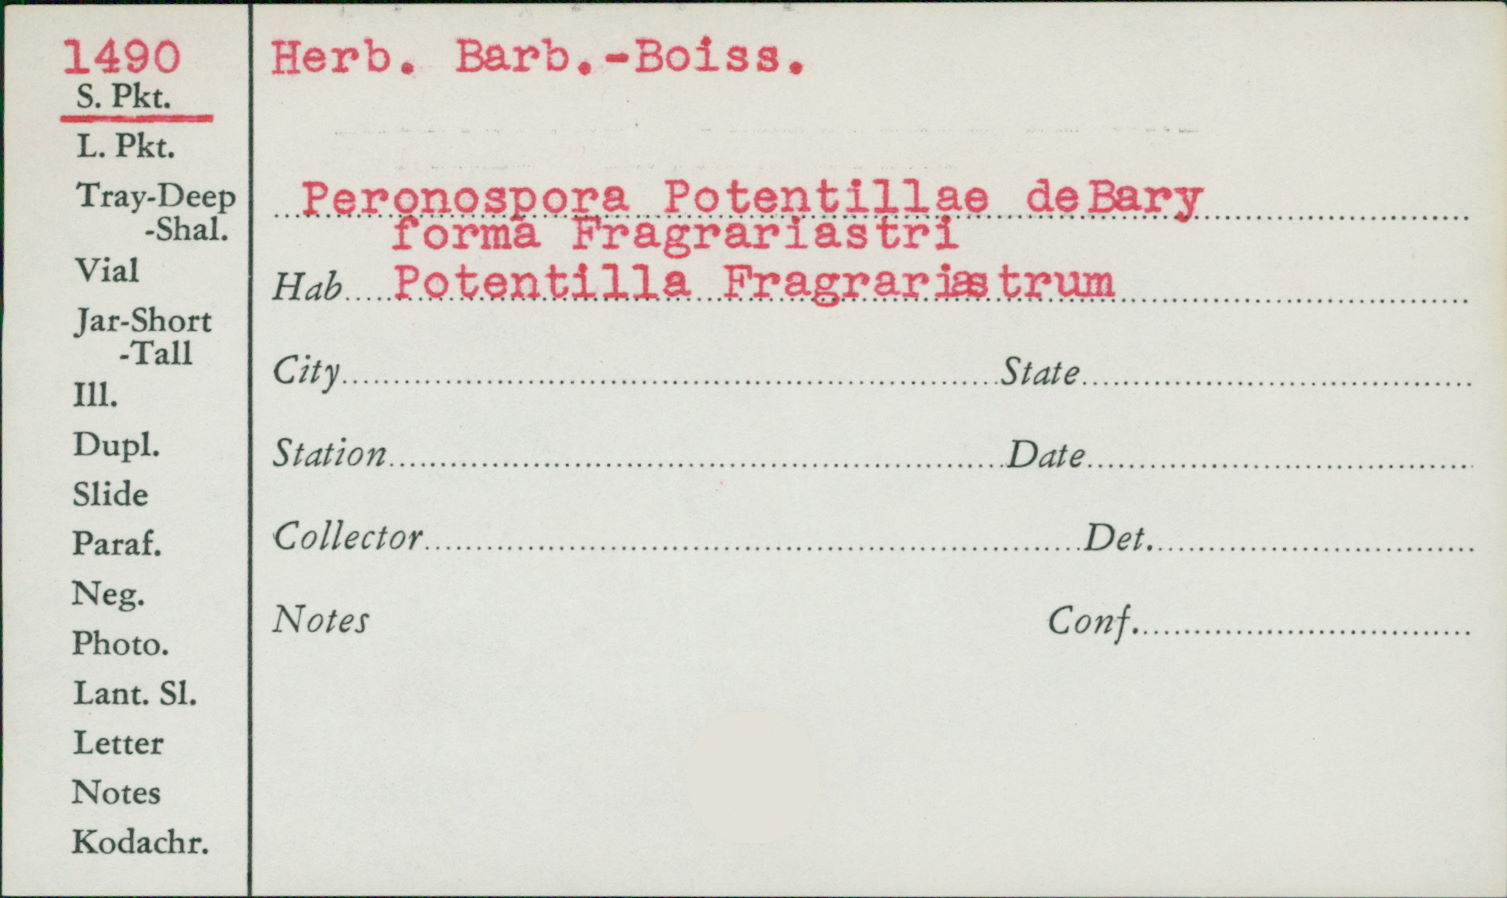 1490
S. Pkt.
L. Pkt.
Tray-Deep
-Shal.
Vial
Jar-Short
-Tall
Ill.
Dupl.
Slide
Paraf.
Neg.
Photo.
Lant. Sl.
Letter
Notes
Kodachr.
Herb. Barb.-Boiss.
Peronospora Potentillae deBary
forma Fragrariastri
Hab Potentilla Fragrariastrum
City State
Station Date
Collector Det.
Notes Conf.